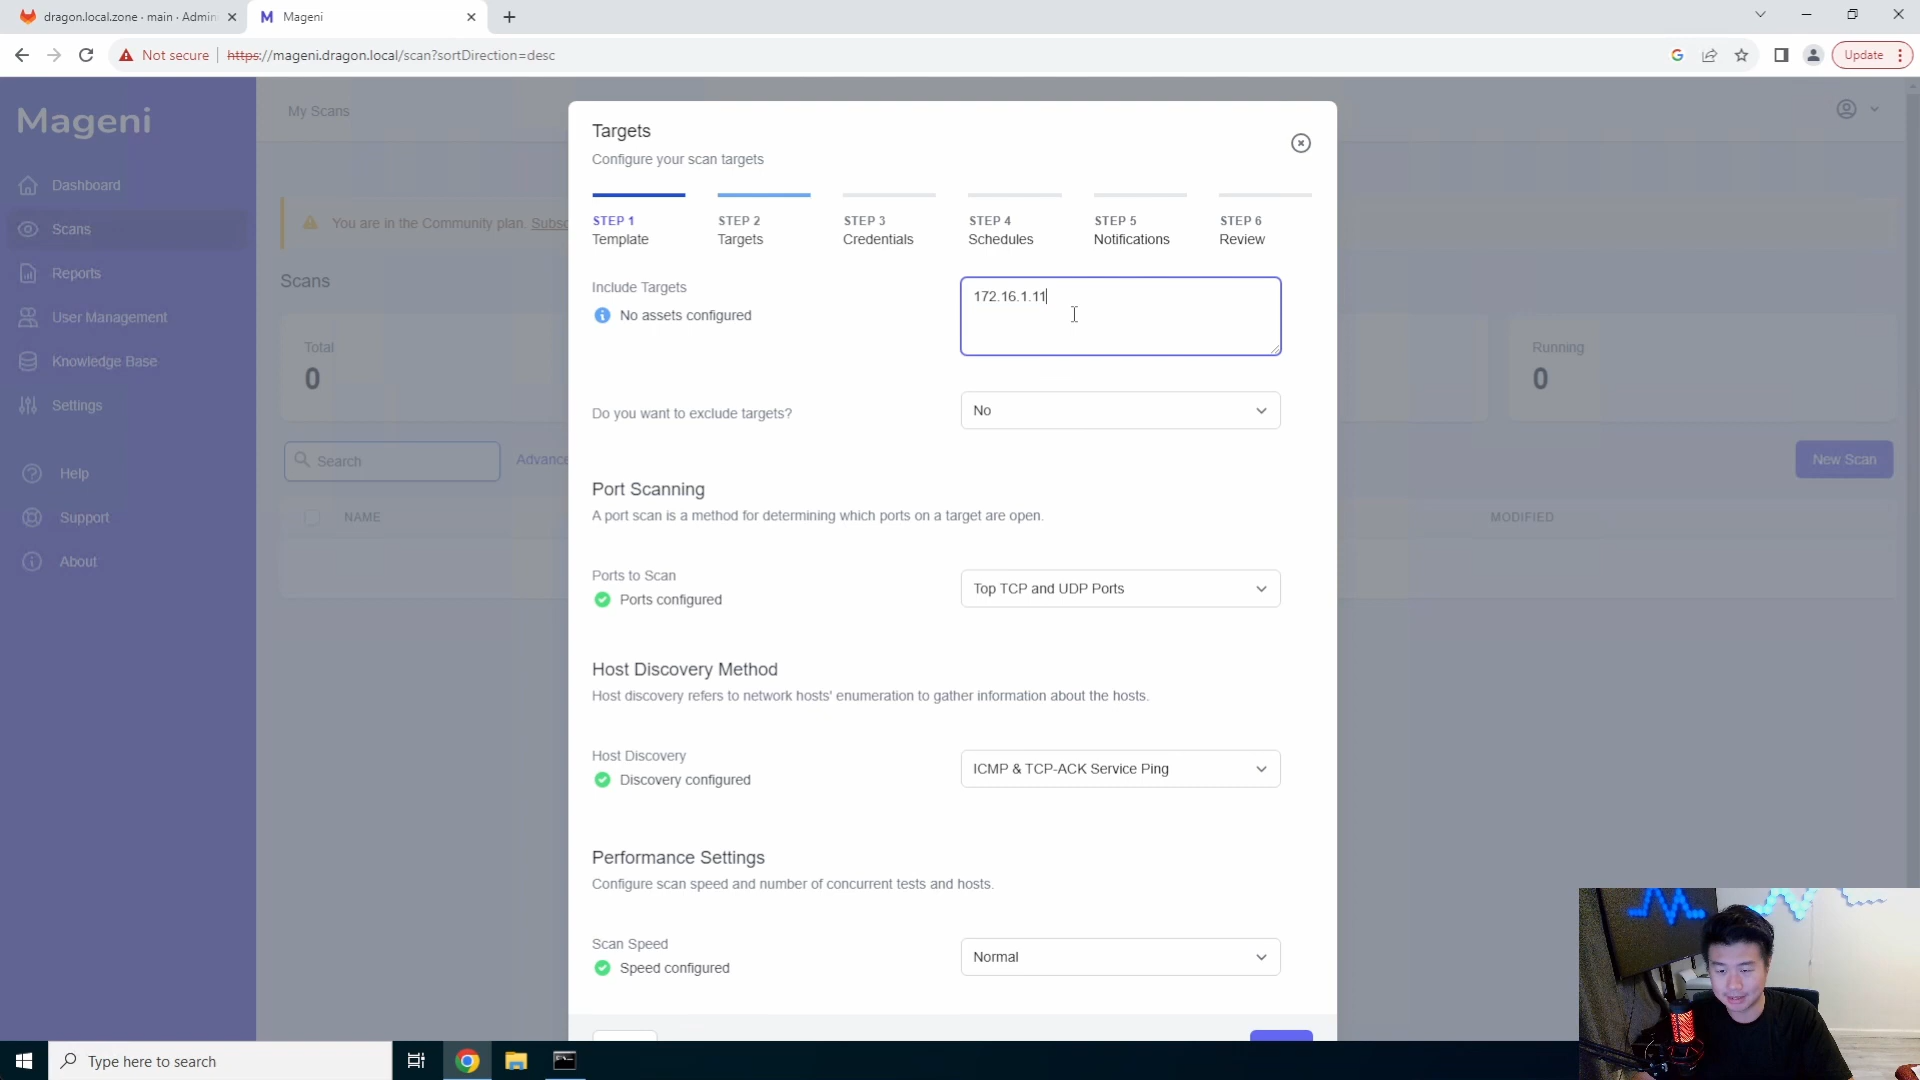 dragon.local.zone · main · Admin
Mageni
Not secure
https://mageni.dragon.local/scan?sortDirection=desc
Update
Mageni
My Scans
Dashboard
Scans
Reports
User Management
Knowledge Base
Settings
Help
Support
About
You are in the Community plan. Subsc
Scans
Total
0
Running
0
Search
Advance
New Scan
NAME
MODIFIED
Targets
Configure your scan targets
STEP 1
Template
STEP 2
Targets
STEP 3
Credentials
STEP 4
Schedules
STEP 5
Notifications
STEP 6
Review
Include Targets
No assets configured
172.16.1.11
Do you want to exclude targets?
No
Port Scanning
A port scan is a method for determining which ports on a target are open.
Ports to Scan
Ports configured
Top TCP and UDP Ports
Host Discovery Method
Host discovery refers to network hosts' enumeration to gather information about the hosts.
Host Discovery
Discovery configured
ICMP & TCP-ACK Service Ping
Performance Settings
Configure scan speed and number of concurrent tests and hosts.
Scan Speed
Speed configured
Normal
Type here to search